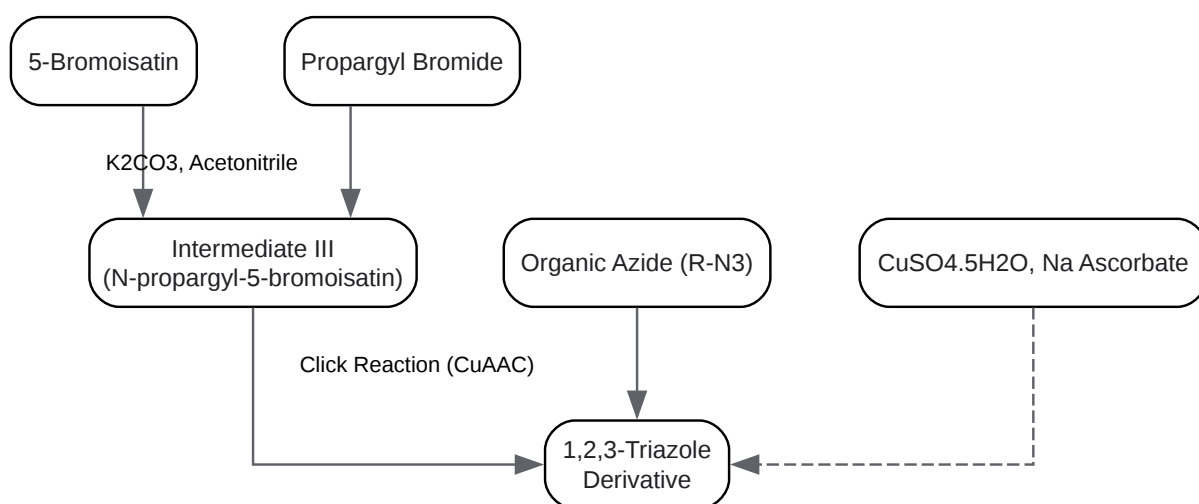 5-Bromoisatin
Propargyl Bromide
K2CO3, Acetonitrile
Intermediate III
(N-propargyl-5-bromoisatin)
Organic Azide (R-N3)
CuSO4.5H2O, Na Ascorbate
Click Reaction (CuAAC)
1,2,3-Triazole
Derivative